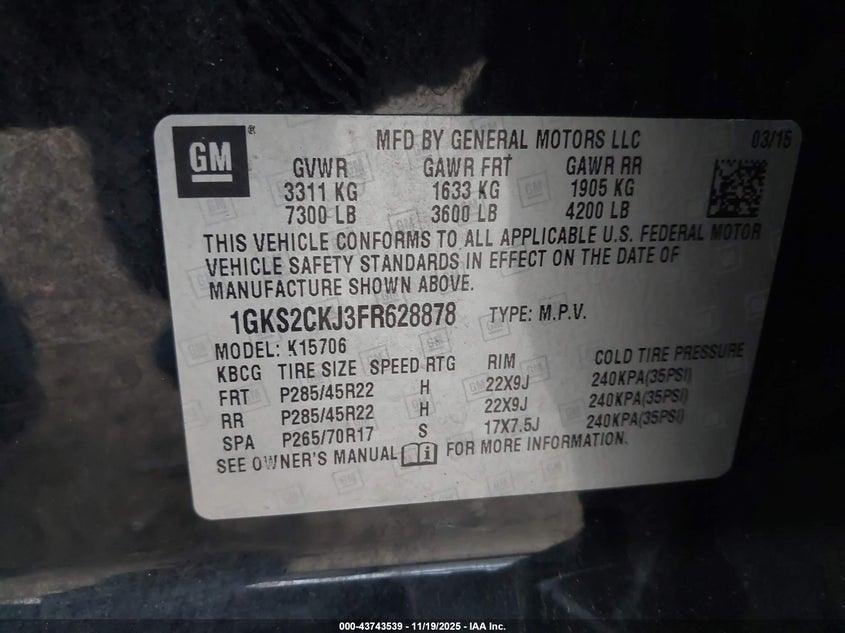 GM
MFD BY GENERAL MOTORS LLC 03/15
GVWR GAWR FRT GAWR RR
3311 KG 1633 KG 1905 KG
7300 LB 3600 LB 4200 LB
THIS VEHICLE CONFORMS TO ALL APPLICABLE U.S. FEDERAL MOTOR
VEHICLE SAFETY STANDARDS IN EFFECT ON THE DATE OF
MANUFACTURE SHOWN ABOVE.
1GKS2CKJ3FR628878 TYPE: M.P.V.
MODEL: K15706
KBCG TIRE SIZE SPEED RTG RIM COLD TIRE PRESSURE
FRT P285/45R22 H 22X9J 240KPA(35PSI)
RR P285/45R22 H 22X9J 240KPA(35PSI)
SPA P265/70R17 S 17X7.5J 240KPA(35PSI)
SEE OWNER'S MANUAL FOR MORE INFORMATION.
000-43743539 - 11/19/2025 - IAA Inc.